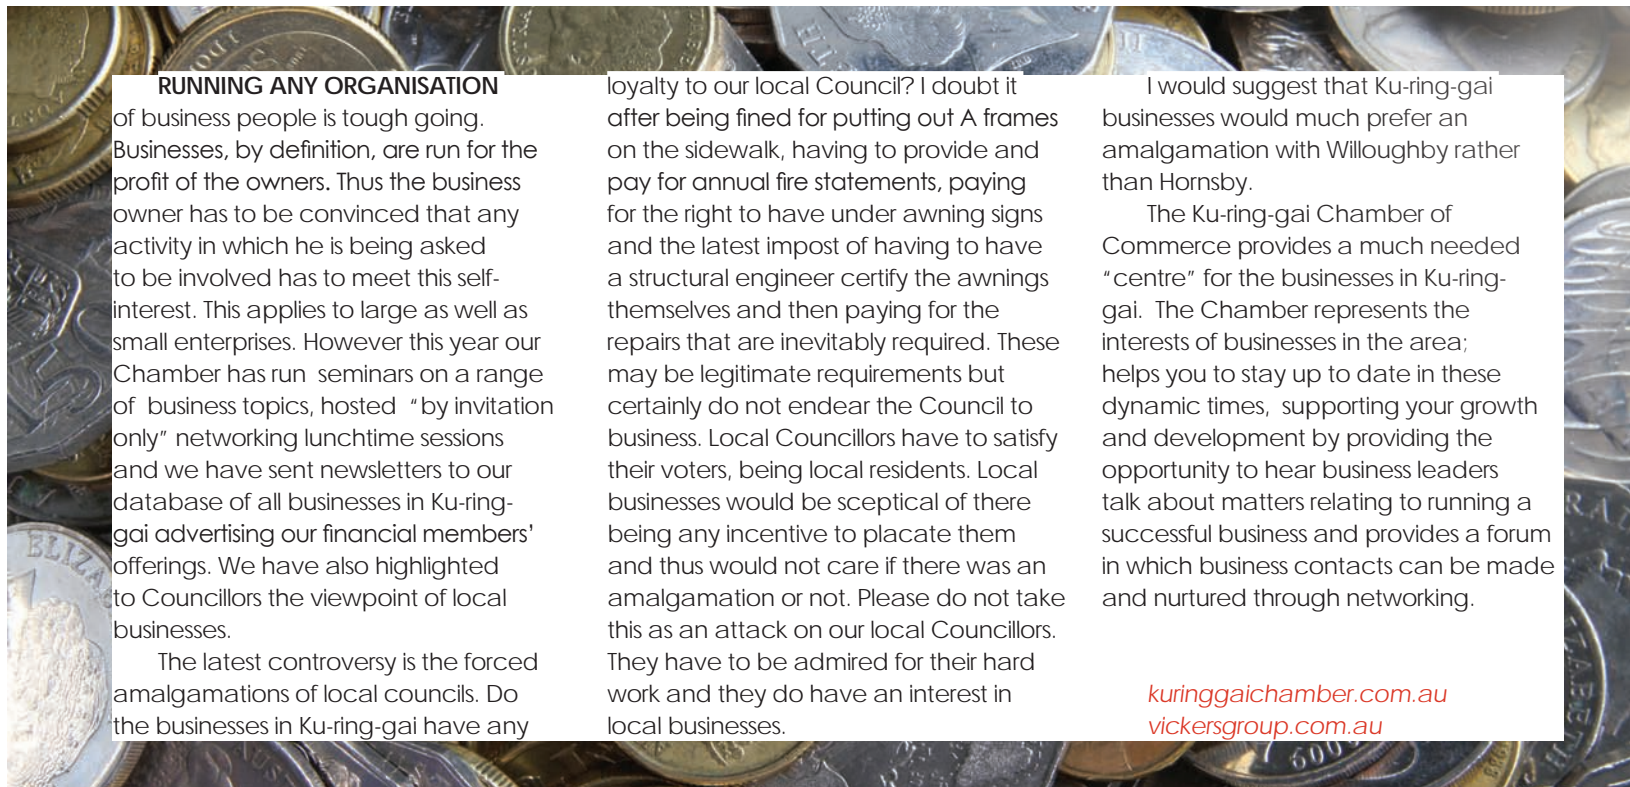 RUNNING ANY ORGANISATION
of business people is tough going.
Businesses, by definition, are run for the
profit of the owners. Thus the business
owner has to be convinced that any
activity in which he is being asked
to be involved has to meet this self-
interest. This applies to large as well as
small enterprises. However this year our
Chamber has run  seminars on a range
of  business topics, hosted  “by invitation
only” networking lunchtime sessions
and we have sent newsletters to our
database of all businesses in Ku-ring-
gai advertising our financial members’
offerings. We have also highlighted
to Councillors the viewpoint of local
businesses.
The latest controversy is the forced
amalgamations of local councils. Do
the businesses in Ku-ring-gai have any
loyalty to our local Council? I doubt it
after being fined for putting out A frames
on the sidewalk, having to provide and
pay for annual fire statements, paying
for the right to have under awning signs
and the latest impost of having to have
a structural engineer certify the awnings
themselves and then paying for the
repairs that are inevitably required. These
may be legitimate requirements but
certainly do not endear the Council to
business. Local Councillors have to satisfy
their voters, being local residents. Local
businesses would be sceptical of there
being any incentive to placate them
and thus would not care if there was an
amalgamation or not. Please do not take
this as an attack on our local Councillors.
They have to be admired for their hard
work and they do have an interest in
local businesses.
I would suggest that Ku-ring-gai
businesses would much prefer an
amalgamation with Willoughby rather
than Hornsby.
The Ku-ring-gai Chamber of
Commerce provides a much needed
“centre” for the businesses in Ku-ring-
gai.  The Chamber represents the
interests of businesses in the area;
helps you to stay up to date in these
dynamic times,  supporting your growth
and development by providing the
opportunity to hear business leaders
talk about matters relating to running a
successful business and provides a forum
in which business contacts can be made
and nurtured through networking.
kuringgaichamber.com.au
vickersgroup.com.au